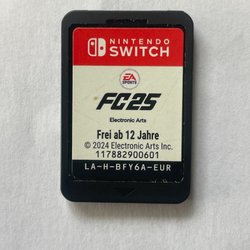 NINTENDO
SWITCH
EA
SPORTS
FC25
Electronic Arts
Frei ab 12 Jahre
© 2024 Electronic Arts Inc.
117882900601
LA-H-BFY6A-EUR